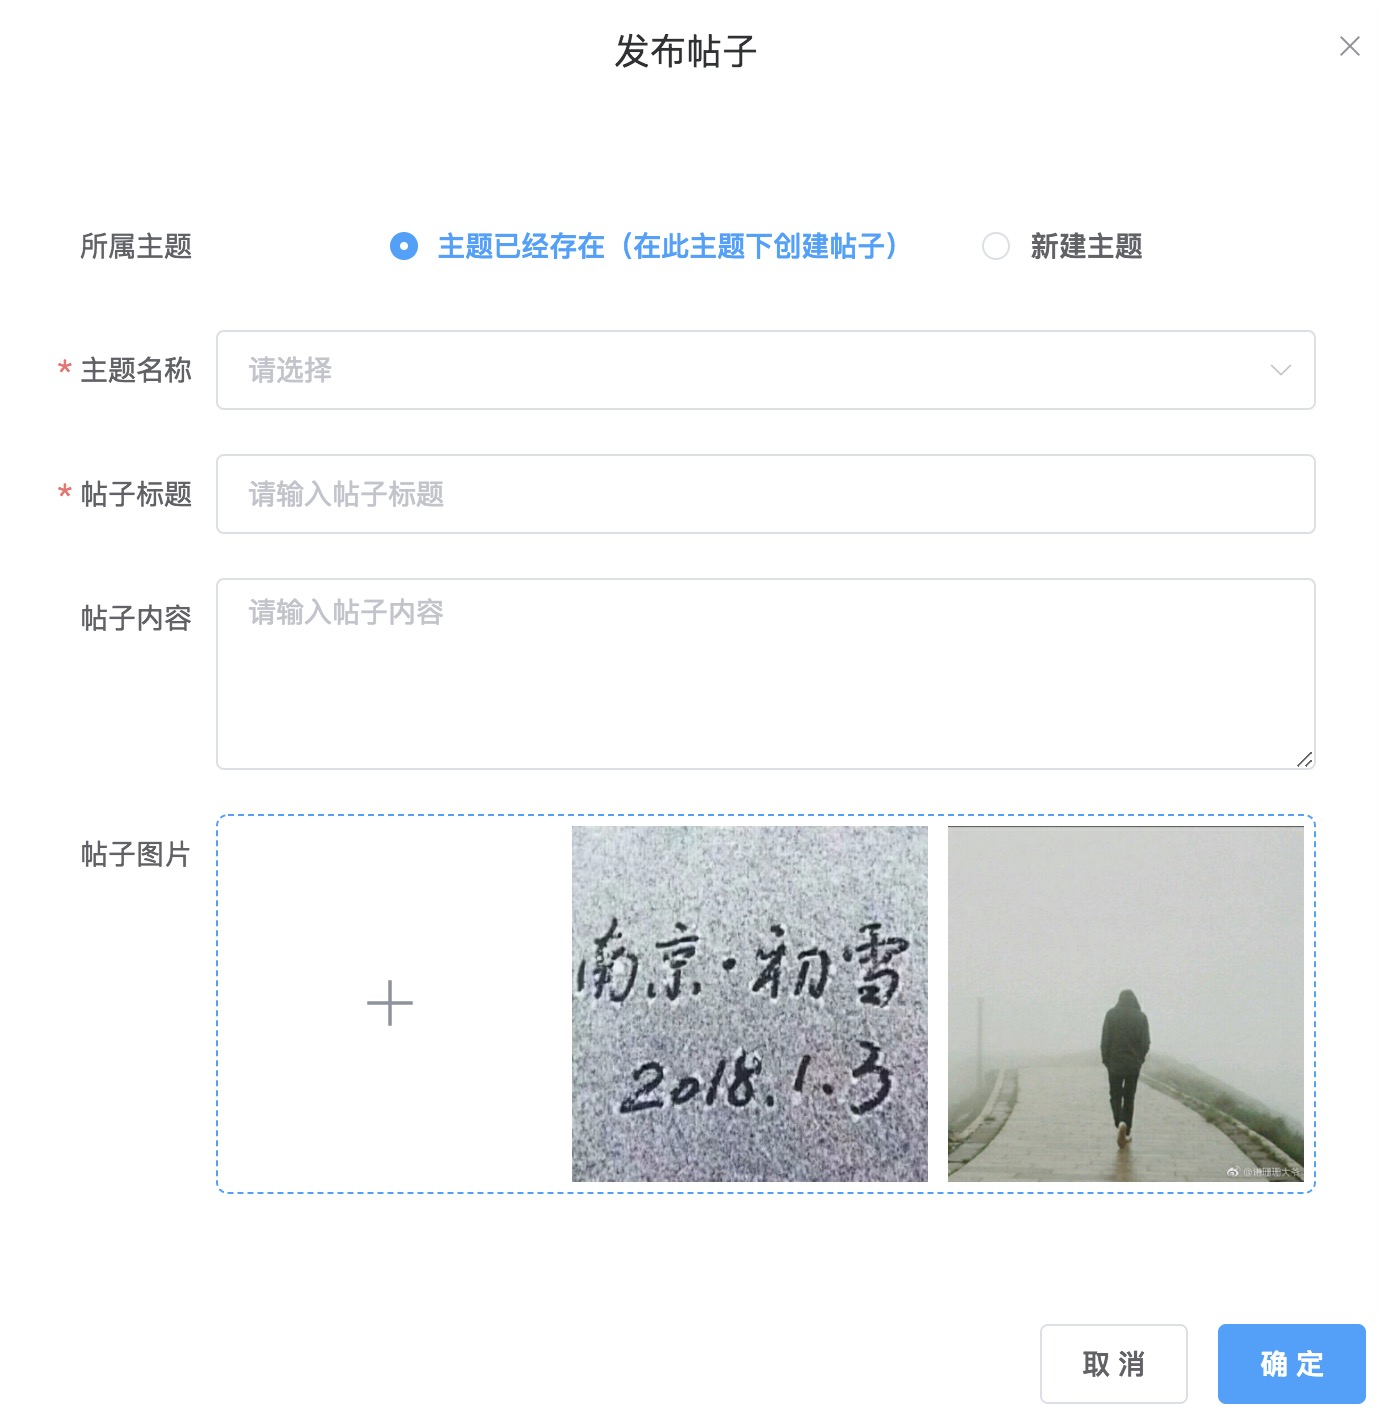 发布帖子
所属主题
主题已经存在（在此主题下创建帖子）
新建主题
* 主题名称
请选择
* 帖子标题
请输入帖子标题
帖子内容
请输入帖子内容
帖子图片
南京·初雪
2018.1.3
取 消
确 定